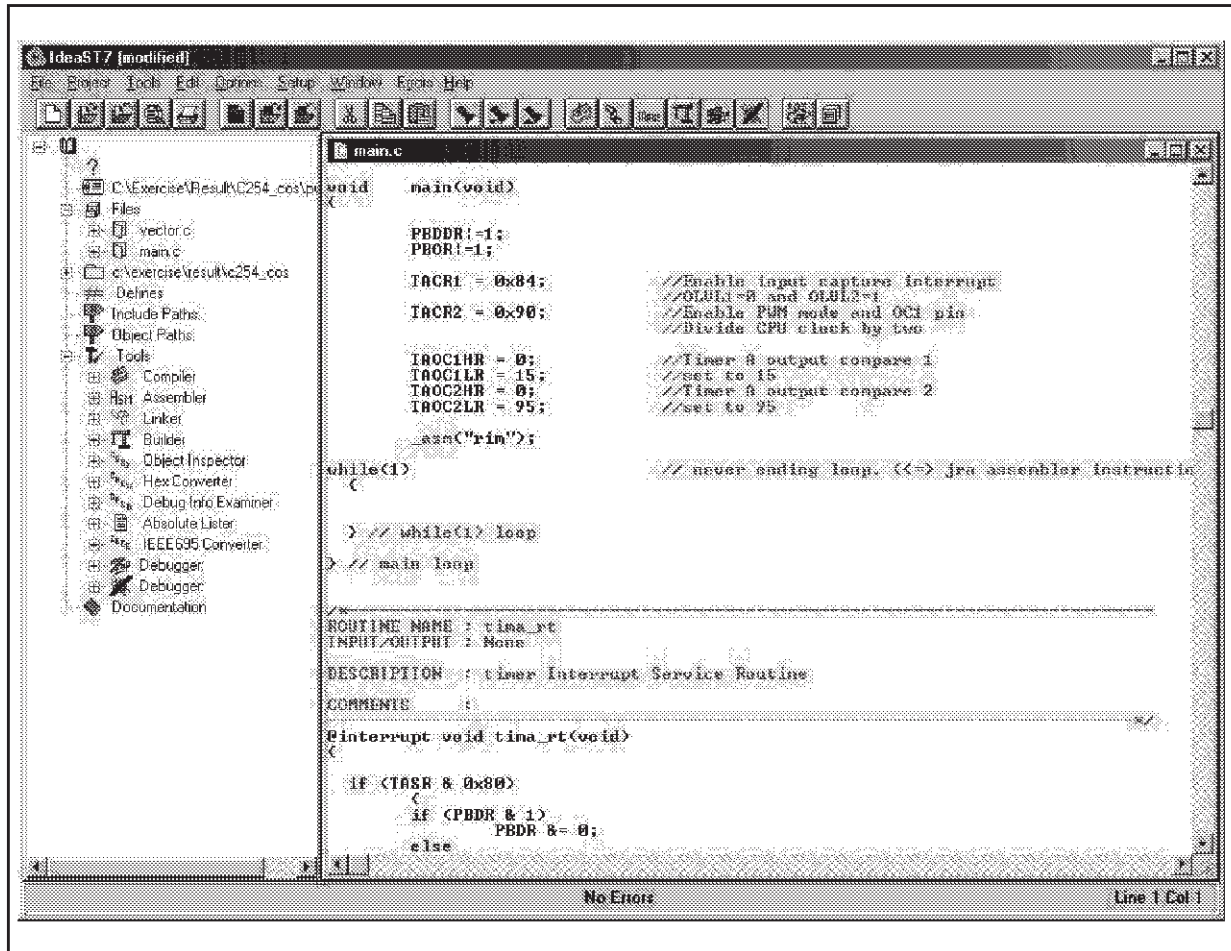 IdeaST7 [modified]
File Project Tools Edit Options Setup Window Errors Help
main.c
?
C:\Exercise\Result\C254_cos\p
Files
vector.c
main.c
c:\exercise\result\c254_cos
Defines
Include Paths
Object Paths
Tools
Compiler
Asm Assembler
Linker
Builder
Object Inspector
Hex Converter
Debug Info Examiner
Absolute Lister
IEEE695 Converter
Debugger
Debugger
Documentation
void main(void)
{
PBDDR|=1;
PBOR|=1;
TACR1 = 0x84; //Enable input capture interrupt
//OLVL1=0 and OLVL2=1
TACR2 = 0x90; //Enable PWM mode and OC1 pin
//Divide CPU clock by two
TAOC1HR = 0; //Timer A output compare 1
TAOC1LR = 15; //set to 15
TAOC2HR = 0; //Timer A output compare 2
TAOC2LR = 95; //set to 95
_asm("rim");
while(1) // never ending loop. (<=> jra assembler instructio
{
} // while(1) loop
} // main loop
/*
ROUTINE NAME : tima_rt
INPUT/OUTPUT : None
DESCRIPTION : timer Interrupt Service Routine
COMMENTS :
*/
@interrupt void tima_rt(void)
{
if (TASR & 0x80)
{
if (PBDR & 1)
PBDR &= 0;
else
No Errors Line 1 Col 1